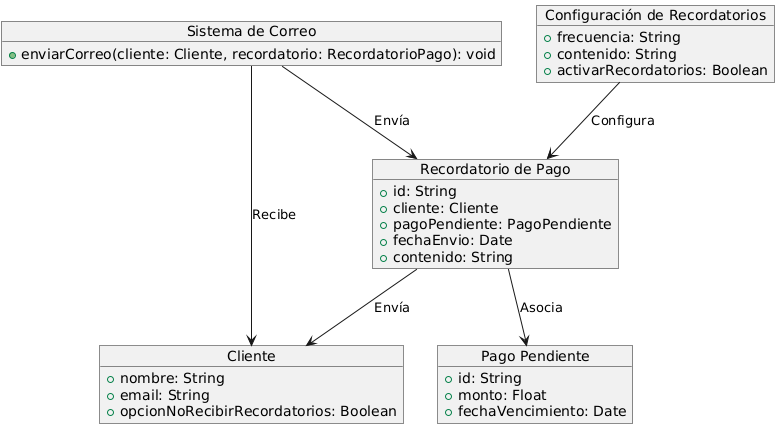 Sistema de Correo
enviarCorreo(cliente: Cliente, recordatorio: RecordatorioPago): void
Configuración de Recordatorios
frecuencia: String
contenido: String
activarRecordatorios: Boolean
Envía
Configura
Recordatorio de Pago
id: String
cliente: Cliente
pagoPendiente: PagoPendiente
fechaEnvio: Date
contenido: String
Recibe
Envía
Asocia
Cliente
nombre: String
email: String
opcionNoRecibirRecordatorios: Boolean
Pago Pendiente
id: String
monto: Float
fechaVencimiento: Date